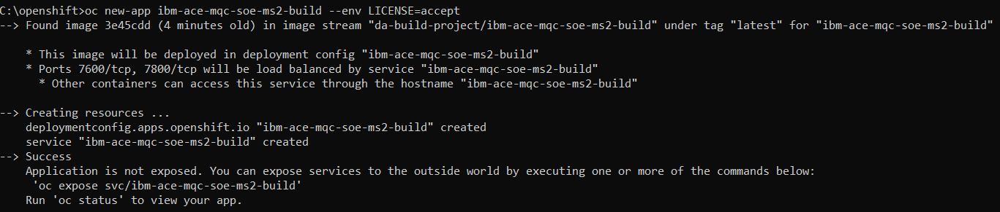 C:\openshift>oc new-app ibm-ace-mqc-soe-ms2-build --env LICENSE=accept
--> Found image 3e45cdd (4 minutes old) in image stream "da-build-project/ibm-ace-mqc-soe-ms2-build" under tag "latest" for "ibm-ace-mqc-soe-ms2-build"
* This image will be deployed in deployment config "ibm-ace-mqc-soe-ms2-build"
* Ports 7600/tcp, 7800/tcp will be load balanced by service "ibm-ace-mqc-soe-ms2-build"
* Other containers can access this service through the hostname "ibm-ace-mqc-soe-ms2-build"
--> Creating resources ...
deploymentconfig.apps.openshift.io "ibm-ace-mqc-soe-ms2-build" created
service "ibm-ace-mqc-soe-ms2-build" created
--> Success
Application is not exposed. You can expose services to the outside world by executing one or more of the commands below:
'oc expose svc/ibm-ace-mqc-soe-ms2-build'
Run 'oc status' to view your app.